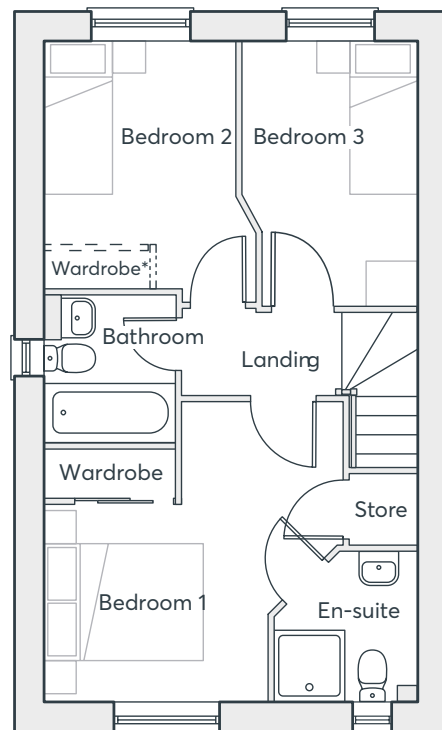 Bedroom 2
Bedroom 3
Wardrobe*
Bathroom
Landing
Wardrobe
Store
Bedroom 1
En-suite